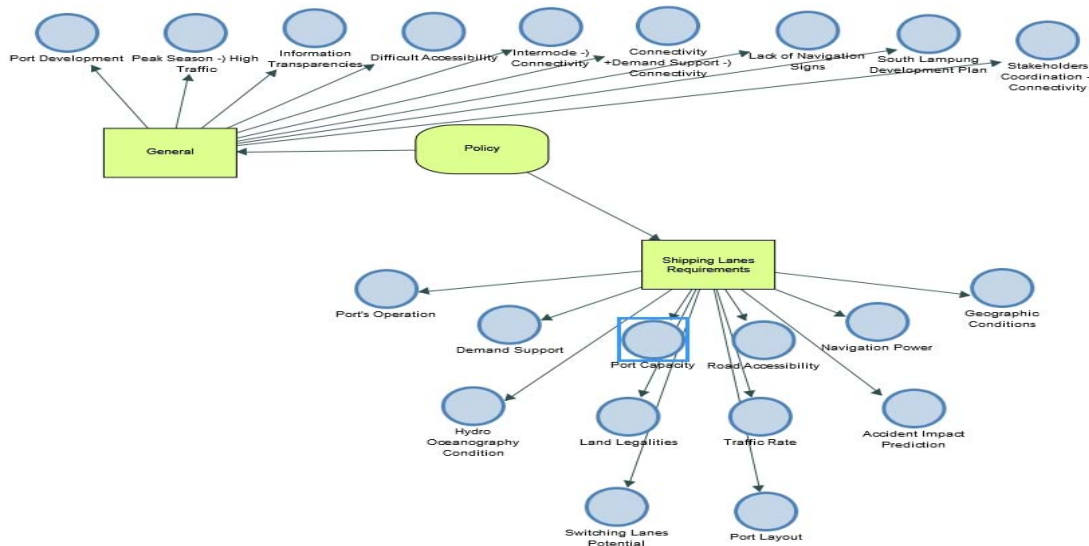 Port Development
Peak Season -) High
Traffic
Information
Transparencies
Difficult Accessibility
Intermode -)
Connectivity
Connectivity
+Demand Support -)
Connectivity
Lack of Navigation
Signs
South Lampung
Development Plan
Stakeholders
Coordination -
Connectivity
General
Policy
Shipping Lanes
Requirements
Port's Operation
Demand Support
Port Capacity
Road Accessibility
Navigation Power
Geographic
Conditions
Hydro
Oceanography
Condition
Land Legalities
Traffic Rate
Accident Impact
Prediction
Switching Lanes
Potential
Port Layout